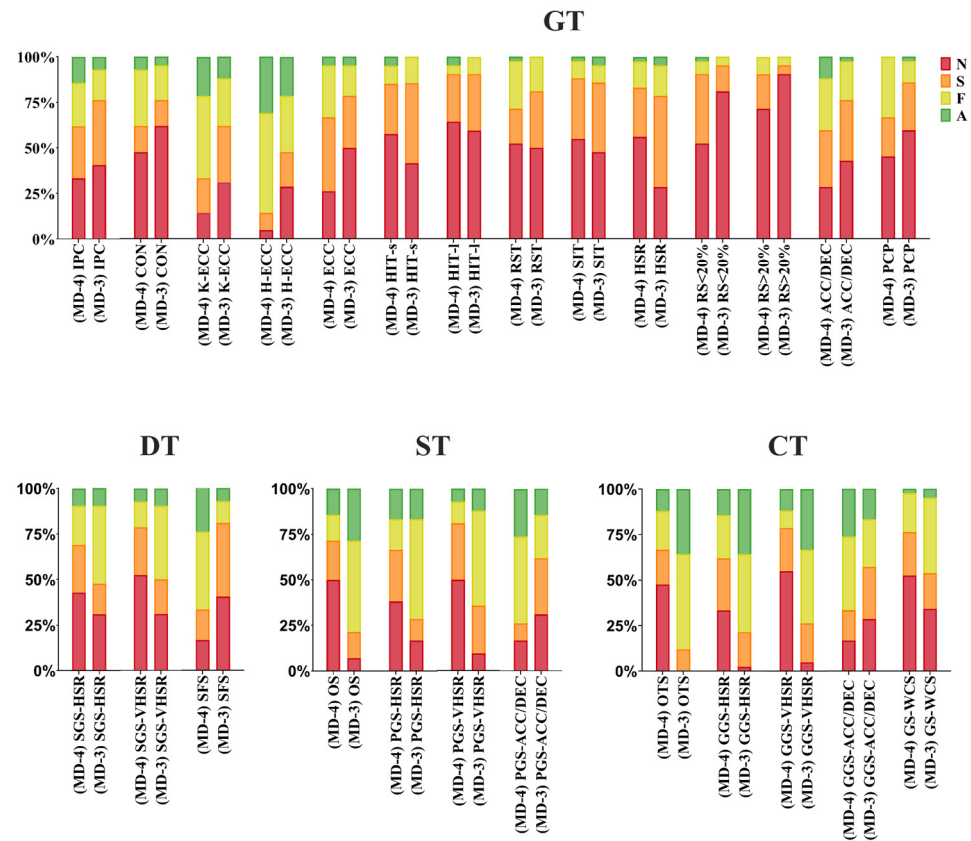 GT
100%
75%
50%
25%
0%
N
S
F
A
(MD-4) IPC
(MD-3) IPC
(MD-4) CON
(MD-3) CON
(MD-4) K-ECC
(MD-3) K-ECC
(MD-4) H-ECC
(MD-3) H-ECC
(MD-4) ECC
(MD-3) ECC
(MD-4) HIT-s
(MD-3) HIT-s
(MD-4) HIT-l
(MD-3) HIT-l
(MD-4) RST
(MD-3) RST
(MD-4) SIT
(MD-3) SIT
(MD-4) HSR
(MD-3) HSR
(MD-4) RS<20%
(MD-3) RS<20%
(MD-4) RS>20%
(MD-3) RS>20%
(MD-4) ACC/DEC
(MD-3) ACC/DEC
(MD-4) PCP
(MD-3) PCP
DT
100%
75%
50%
25%
0%
(MD-4) SGS-HSR
(MD-3) SGS-HSR
(MD-4) SGS-VHSR
(MD-3) SGS-VHSR
(MD-4) SFS
(MD-3) SFS
ST
100%
75%
50%
25%
0%
(MD-4) OS
(MD-3) OS
(MD-4) PGS-HSR
(MD-3) PGS-HSR
(MD-4) PGS-VHSR
(MD-3) PGS-VHSR
(MD-4) PGS-ACC/DEC
(MD-3) PGS-ACC/DEC
CT
100%
75%
50%
25%
0%
(MD-4) OTS
(MD-3) OTS
(MD-4) GGS-HSR
(MD-3) GGS-HSR
(MD-4) GGS-VHSR
(MD-3) GGS-VHSR
(MD-4) GGS-ACC/DEC
(MD-3) GGS-ACC/DEC
(MD-4) GS-WCS
(MD-3) GS-WCS